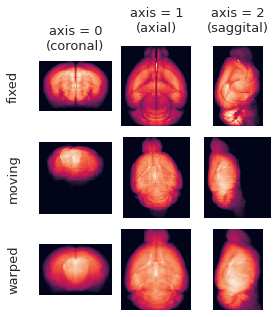 axis = 0
(coronal)
axis = 1
(axial)
axis = 2
(saggital)
fixed
moving
warped